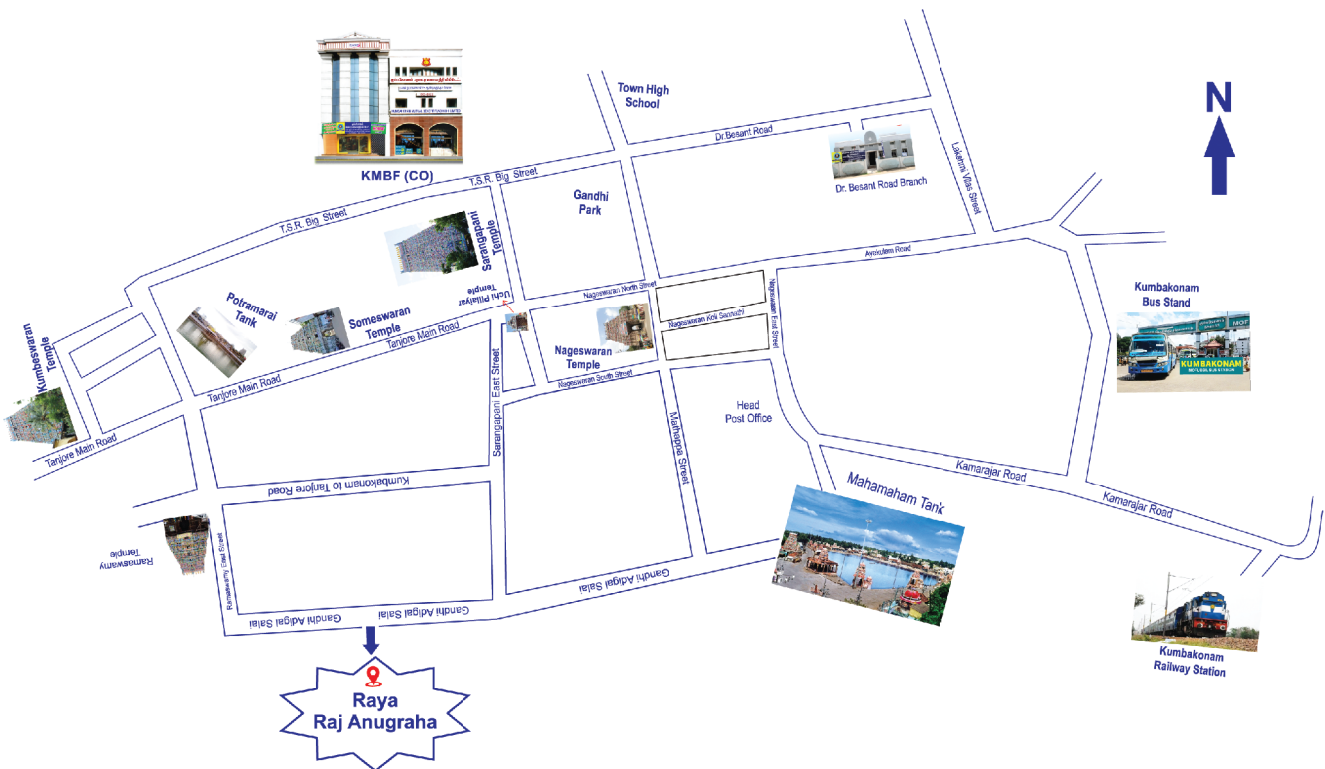 N
Town High
School
Dr.Besant Road
Lakshmi Vilas Street
Dr. Besant Road Branch
KMBF (CO)
T.S.R. Big Street
T.S.R. Big Street
Gandhi
Park
Sarangapani
Temple
Uchi Pillaiyar
Temple
Ayekulam Road
Nageswaran North Street
Nageswaran Koil Sannathi
Nageswaran East Street
Kumbakonam
Bus Stand
KUMBAKONAM
Potramarai
Tank
Someswaran
Temple
Tanjore Main Road
Kumbeswaran
Temple
Nageswaran
Temple
Nageswaran South Street
Tanjore Main Road
Tanjore Main Road
Sarangapani East Street
Mathappa Street
Head
Post Office
Kamarajar Road
Kamarajar Road
Mahamaham Tank
Kumbakonam to Tanjore Road
Ramaswamy
Temple
Ramaswamy East Street
Gandhi Adigal Salai
Gandhi Adigal Salai
Gandhi Adigal Salai
Kumbakonam
Railway Station
Raya
Raj Anugraha